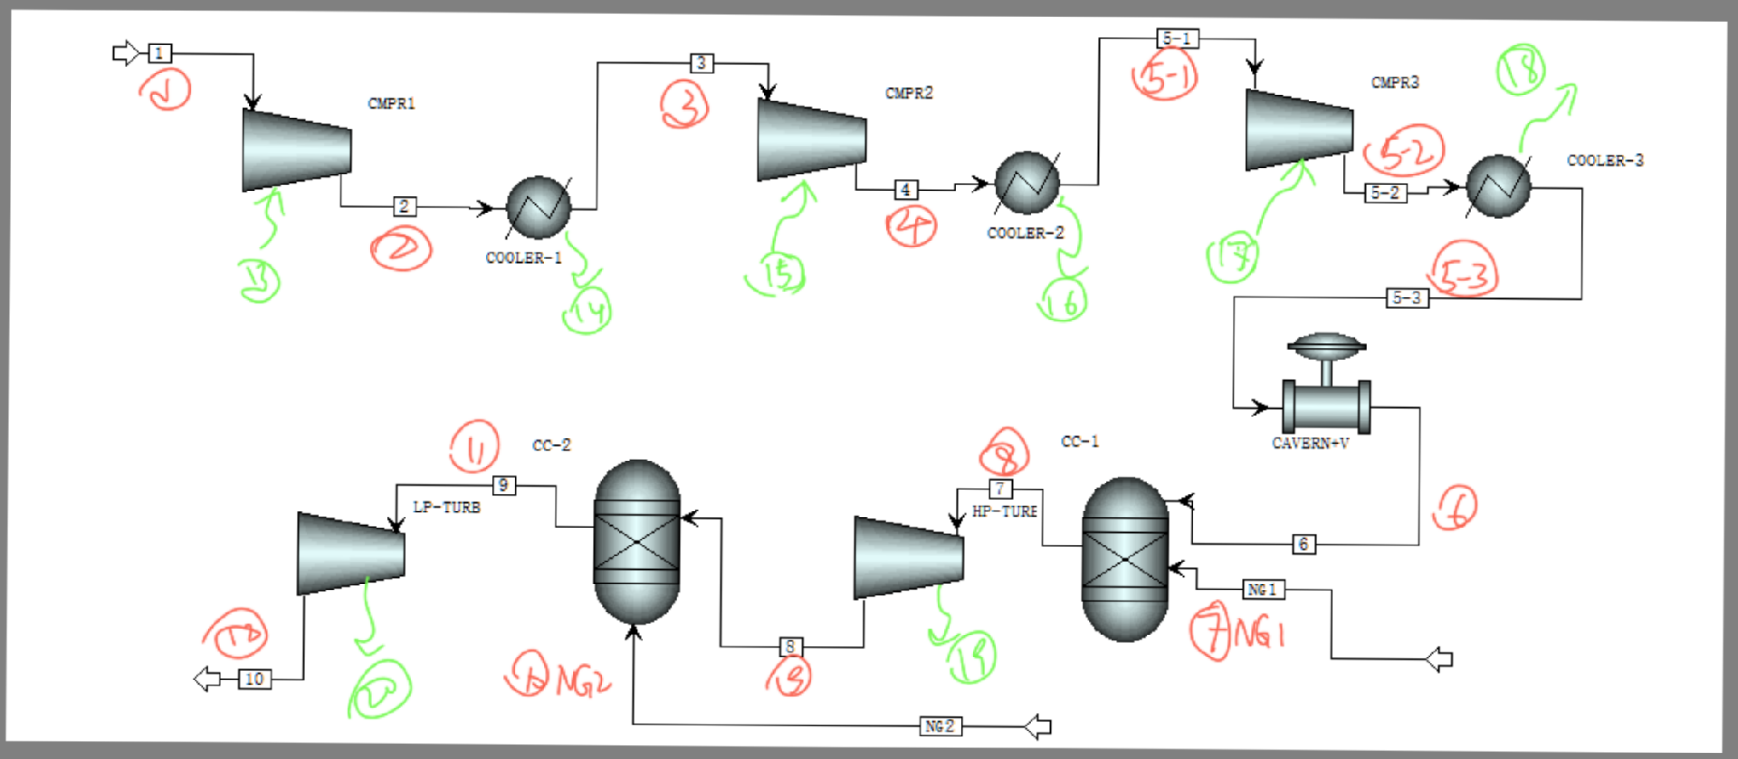 1
CMPR1
2
2
COOLER-1
13
14
3
3
CMPR2
4
4
COOLER-2
15
16
5-1
5-1
CMPR3
5-2
5-2
COOLER-3
17
18
5-3
5-3
CAVERN+V
6
6
NG1
7 NG1
CC-1
7
8
HP-TURB
19
8
9
NG2
NG2
CC-2
9
11
LP-TURB
20
10